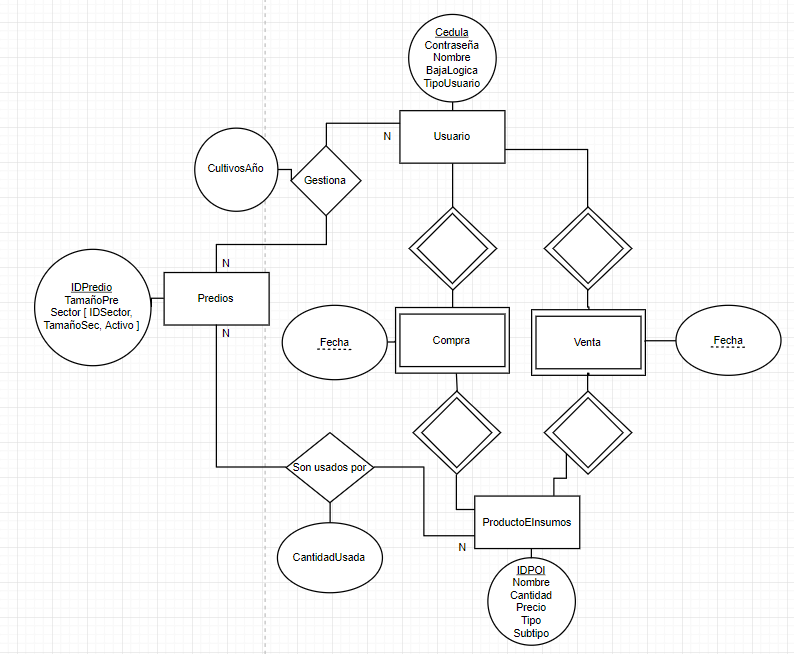 Cedula
Contraseña
Nombre
BajaLogica
TipoUsuario
N
Usuario
CultivosAño
Gestiona
N
IDPredio
TamañoPre
Sector [ IDSector,
TamañoSec, Activo ]
Predios
N
Fecha
Compra
Venta
Fecha
Son usados por
ProductoEInsumos
N
CantidadUsada
IDPOI
Nombre
Cantidad
Precio
Tipo
Subtipo